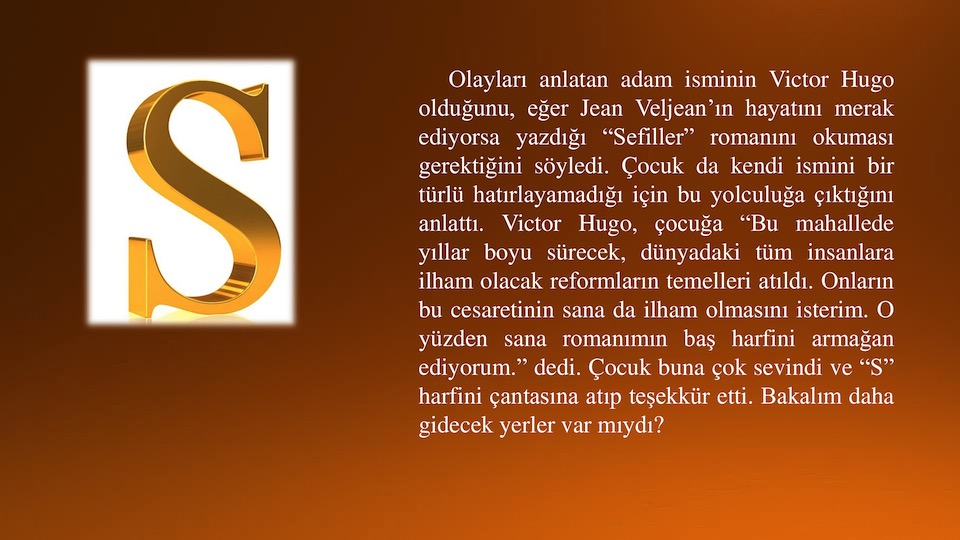 S
Olayları anlatan adam isminin Victor Hugo
olduğunu, eğer Jean Veljean’ın hayatını merak
ediyorsa yazdığı “Sefiller” romanını okuması
gerektiğini söyledi. Çocuk da kendi ismini bir
türlü hatırlayamadığı için bu yolculuğa çıktığını
anlattı. Victor Hugo, çocuğa “Bu mahallede
yıllar boyu sürecek, dünyadaki tüm insanlara
ilham olacak reformların temelleri atıldı. Onların
bu cesaretinin sana da ilham olmasını isterim. O
yüzden sana romanımın baş harfini armağan
ediyorum.” dedi. Çocuk buna çok sevindi ve “S”
harfini çantasına atıp teşekkür etti. Bakalım daha
gidecek yerler var mıydı?